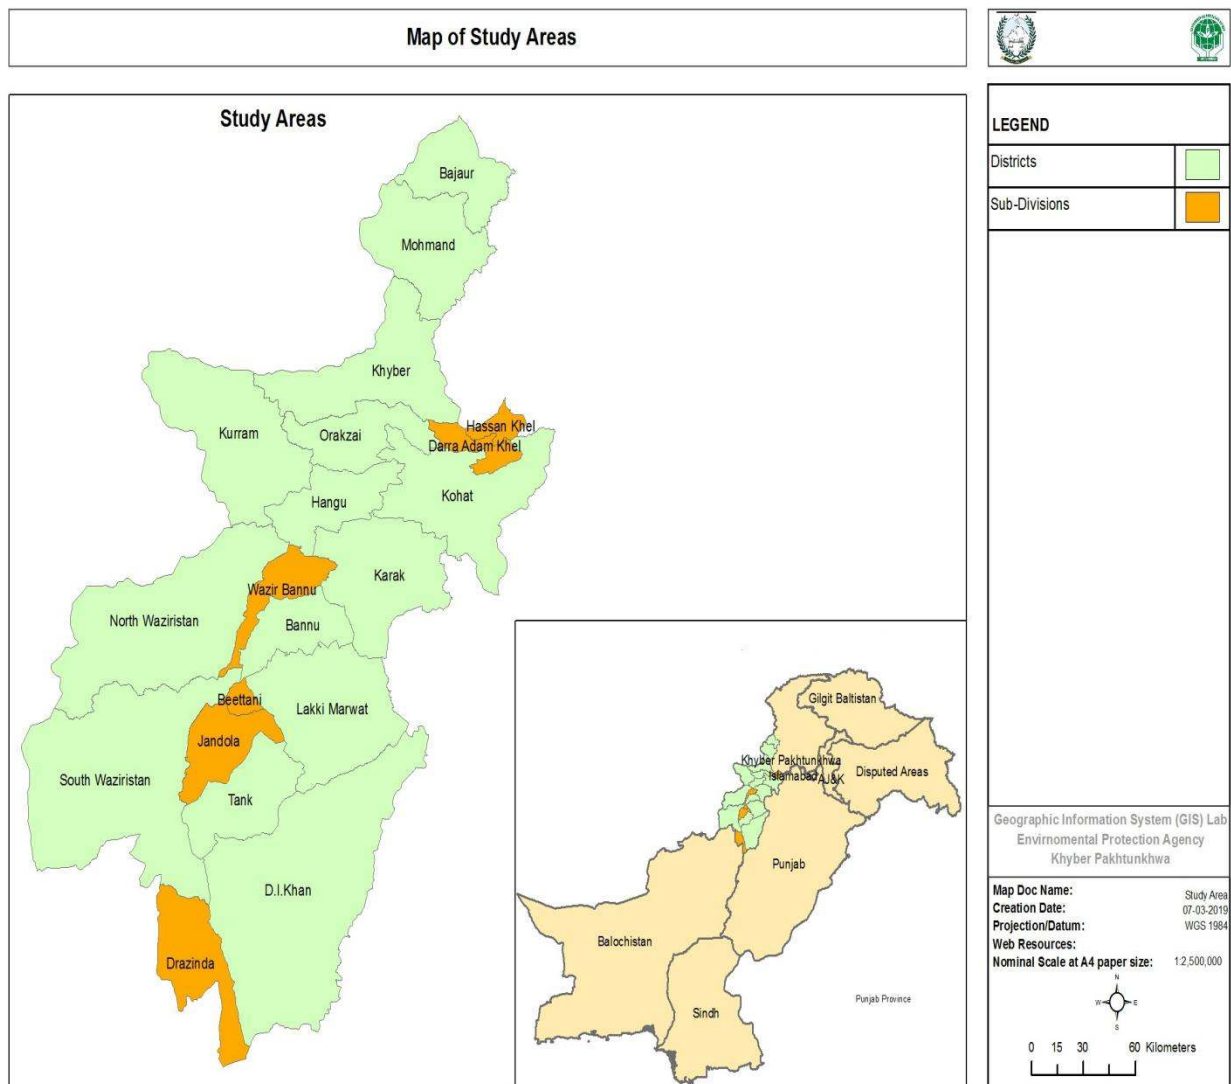 Map of Study Areas
Study Areas
Bajaur
Mohmand
Khyber
Kurram
Orakzai
Hassan Khel
Darra Adam Khel
Hangu
Kohat
Wazir Bannu
Karak
North Waziristan
Bannu
Beettani
Lakki Marwat
Jandola
South Waziristan
Tank
D.I.Khan
Drazinda
Gilgit Baltistan
Khyber Pakhtunkhwa
Islamabad
AJ&K
Disputed Areas
Punjab
Balochistan
Sindh
Punjab Province
LEGEND
Districts
Sub-Divisions
Geographic Information System (GIS) Lab
Envirnomental Protection Agency
Khyber Pakhtunkhwa
Map Doc Name: Study Area
Creation Date: 07-03-2019
Projection/Datum: WGS 1984
Web Resources:
Nominal Scale at A4 paper size: 1:2,500,000
N
W E
S
0 15 30 60 Kilometers